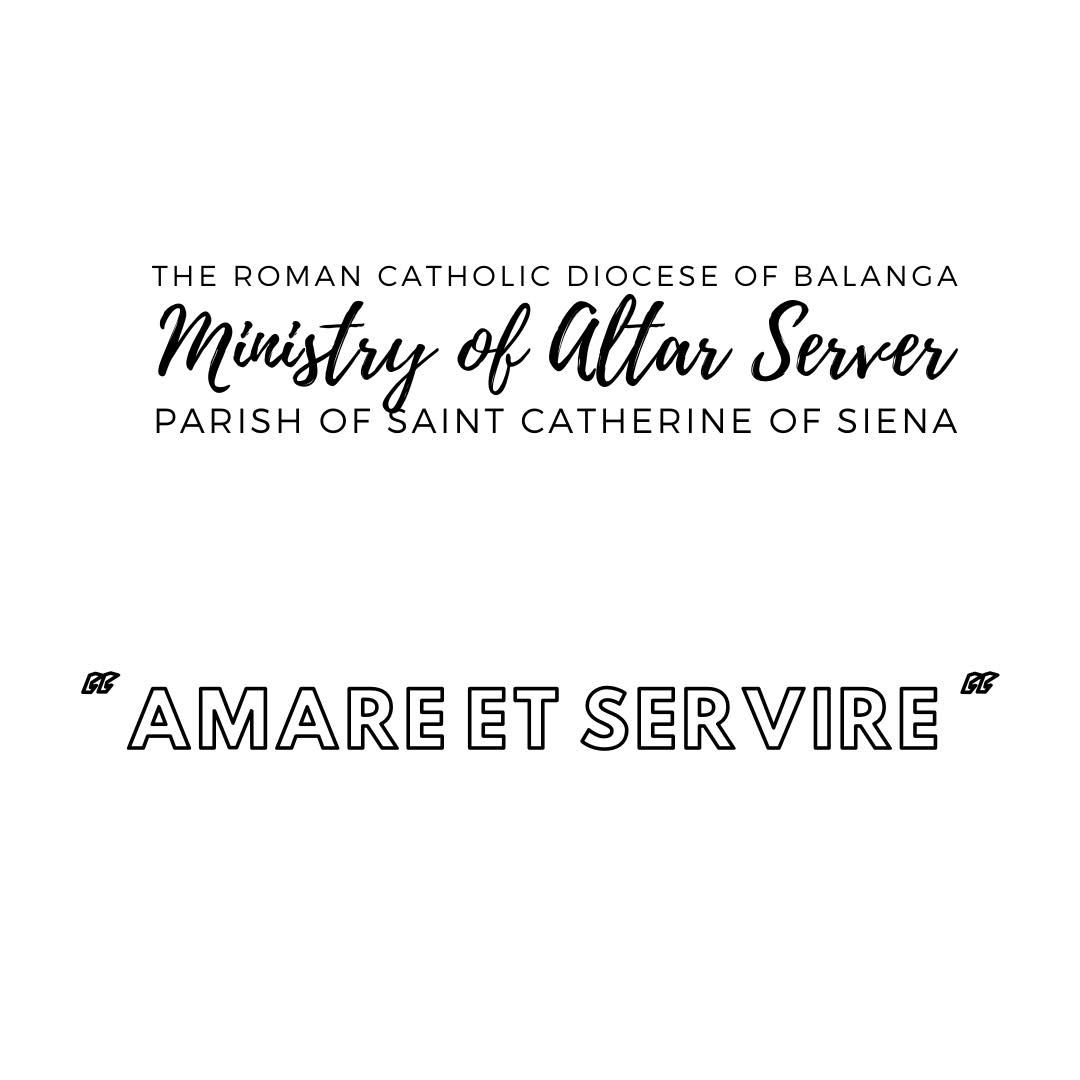 THE ROMAN CATHOLIC DIOCESE OF BALANGA
Ministry of Altar Server
PARISH OF SAINT CATHERINE OF SIENA
“ AMARE ET SERVIRE “